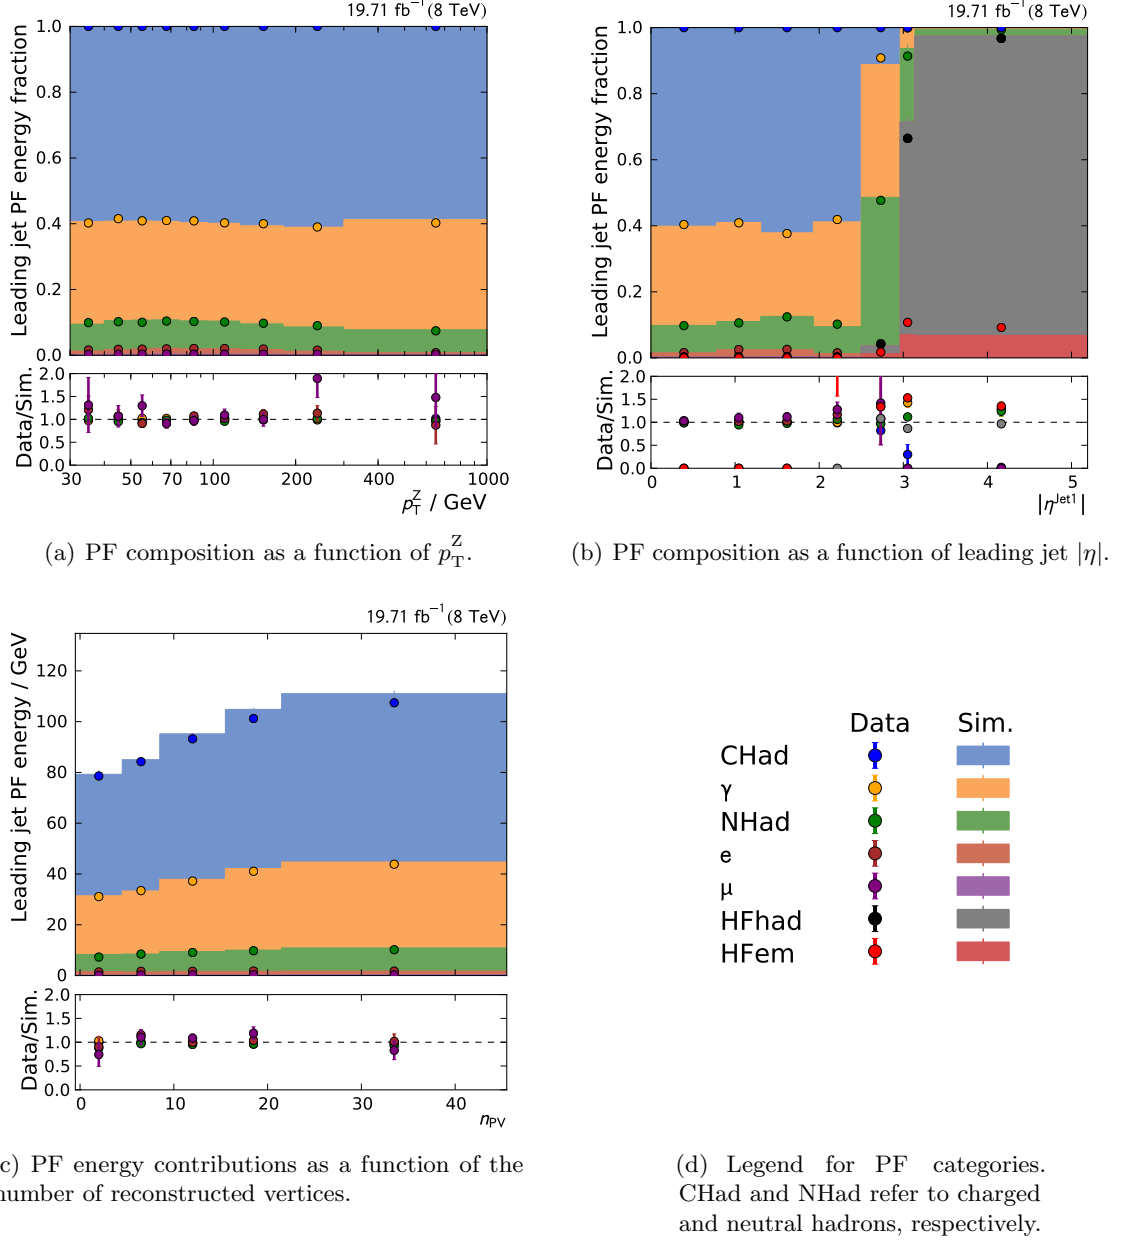 19.71 fb⁻¹(8 TeV)
Leading jet PF energy fraction
1.0
0.8
0.6
0.4
0.2
0.0
Data/Sim.
2.0
1.5
1.0
0.5
0.0
30 50 70 100 200 400 1000
p_T^Z / GeV
(a) PF composition as a function of p_T^Z.
19.71 fb⁻¹(8 TeV)
Leading jet PF energy fraction
1.0
0.8
0.6
0.4
0.2
0.0
Data/Sim.
2.0
1.5
1.0
0.5
0.0
0 1 2 3 4 5
|η^Jet1|
(b) PF composition as a function of leading jet |η|.
19.71 fb⁻¹(8 TeV)
Leading jet PF energy / GeV
120
100
80
60
40
20
0
Data/Sim.
2.0
1.5
1.0
0.5
0.0
0 10 20 30 40
n_PV
c) PF energy contributions as a function of the
number of reconstructed vertices.
Data Sim.
CHad
γ
NHad
e
μ
HFhad
HFem
(d) Legend for PF categories.
CHad and NHad refer to charged
and neutral hadrons, respectively.